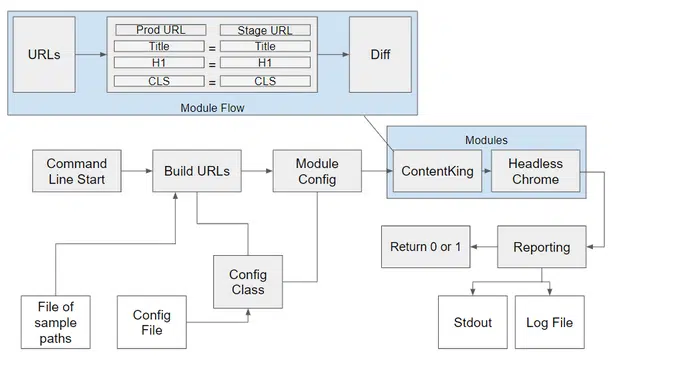 URLs
Prod URL
Stage URL
Title
=
Title
H1
=
H1
CLS
=
CLS
Diff
Module Flow
Modules
Command
Line Start
Build URLs
Module
Config
ContentKing
Headless
Chrome
Return 0 or 1
Reporting
Config
Class
File of
sample
paths
Config
File
Stdout
Log File